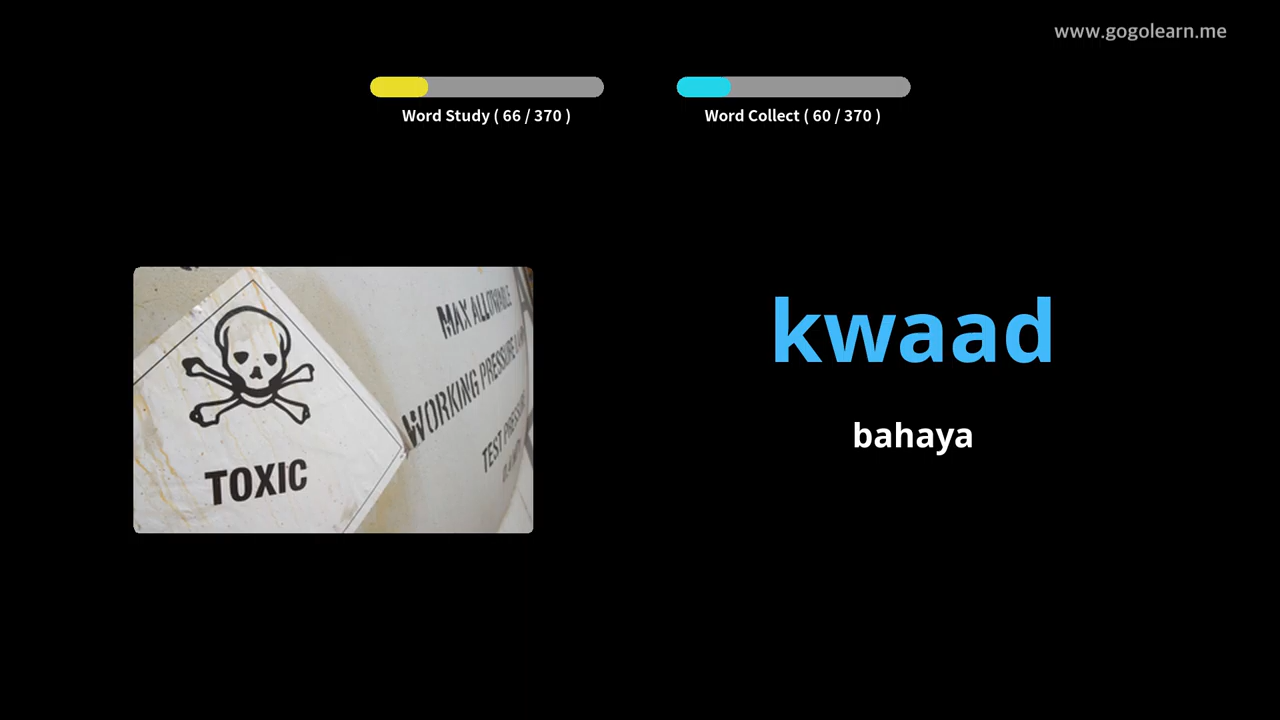 www.gogolearn.me
Word Study ( 66 / 370 )
Word Collect ( 60 / 370 )
kwaad
bahaya
TOXIC
MAX ALLOWABLE
WORKING PRESSURE
TEST PRESSURE